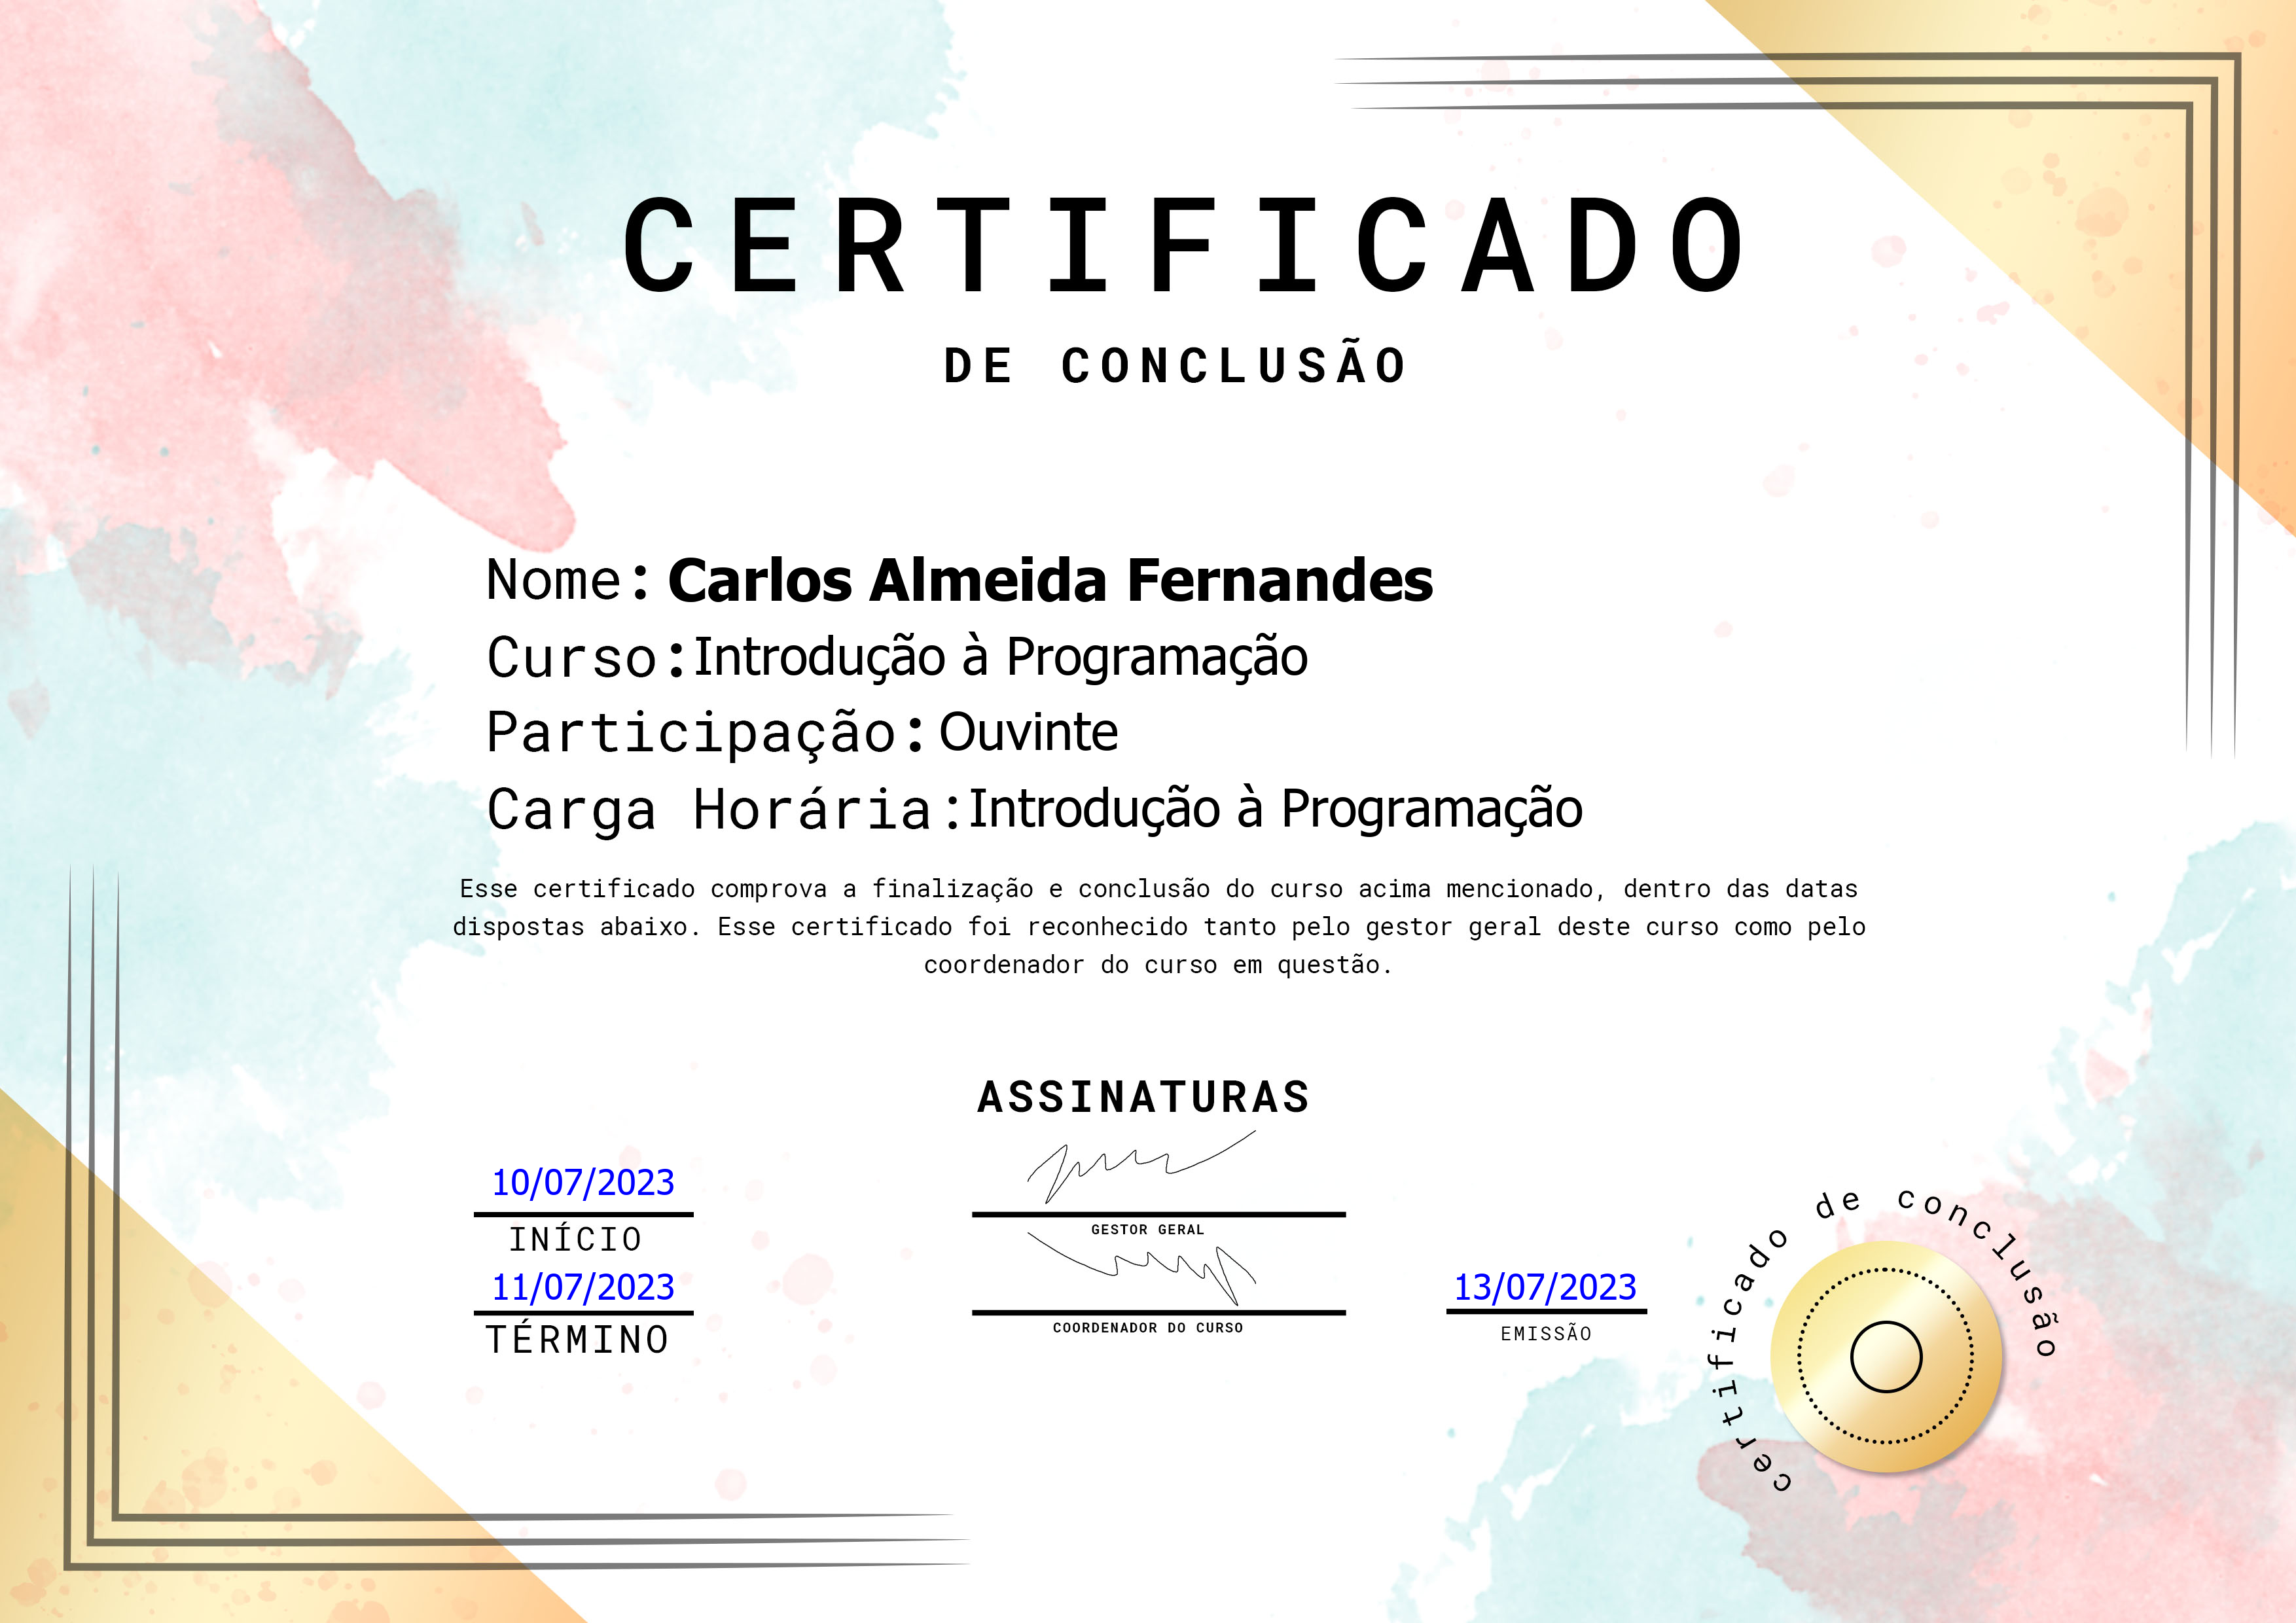 CERTIFICADO
DE CONCLUSÃO
Nome: Carlos Almeida Fernandes
Curso:Introdução à Programação
Participação: Ouvinte
Carga Horária:Introdução à Programação
Esse certificado comprova a finalização e conclusão do curso acima mencionado, dentro das datas
dispostas abaixo. Esse certificado foi reconhecido tanto pelo gestor geral deste curso como pelo
coordenador do curso em questão.
ASSINATURAS
10/07/2023
INÍCIO
GESTOR GERAL
11/07/2023
TÉRMINO
COORDENADOR DO CURSO
13/07/2023
EMISSÃO
certificado de conclusão